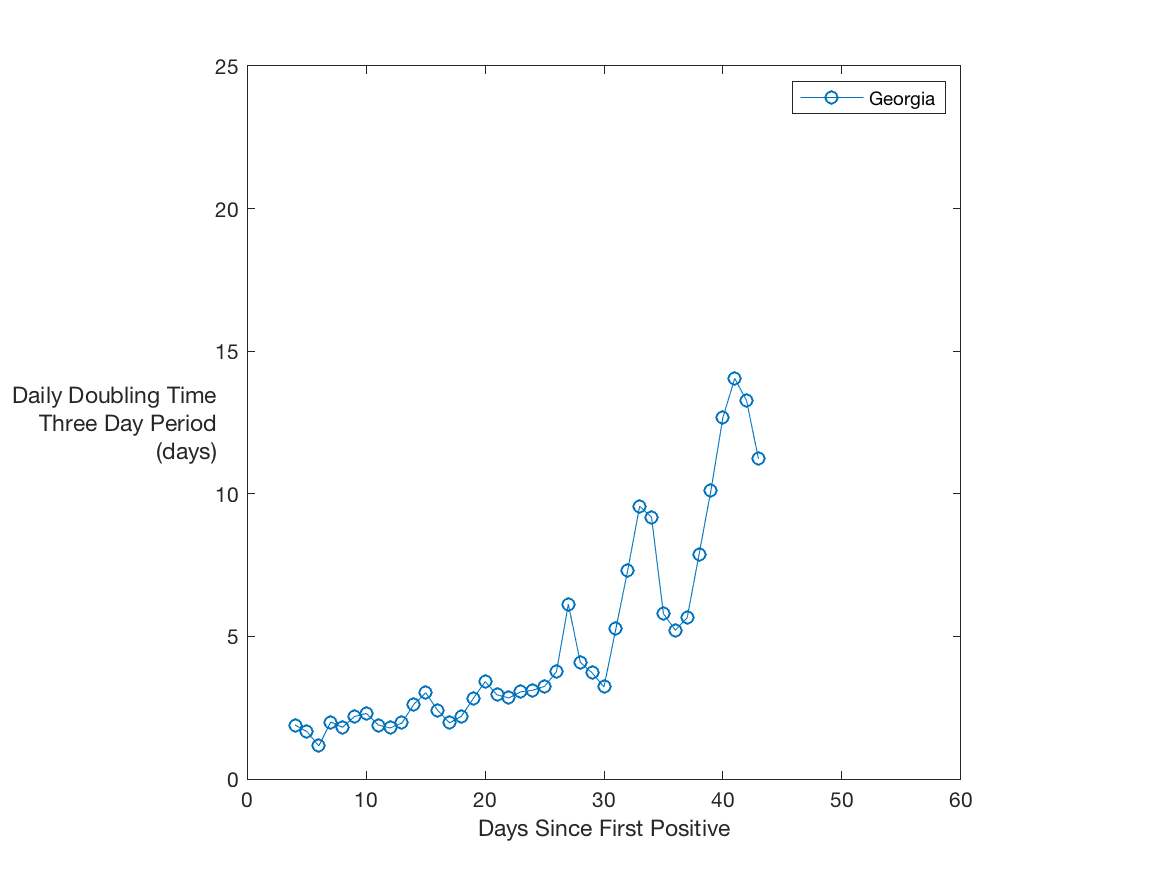 25
Georgia
20
15
Daily Doubling Time
Three Day Period
(days)
10
5
0
0 10 20 30 40 50 60
Days Since First Positive